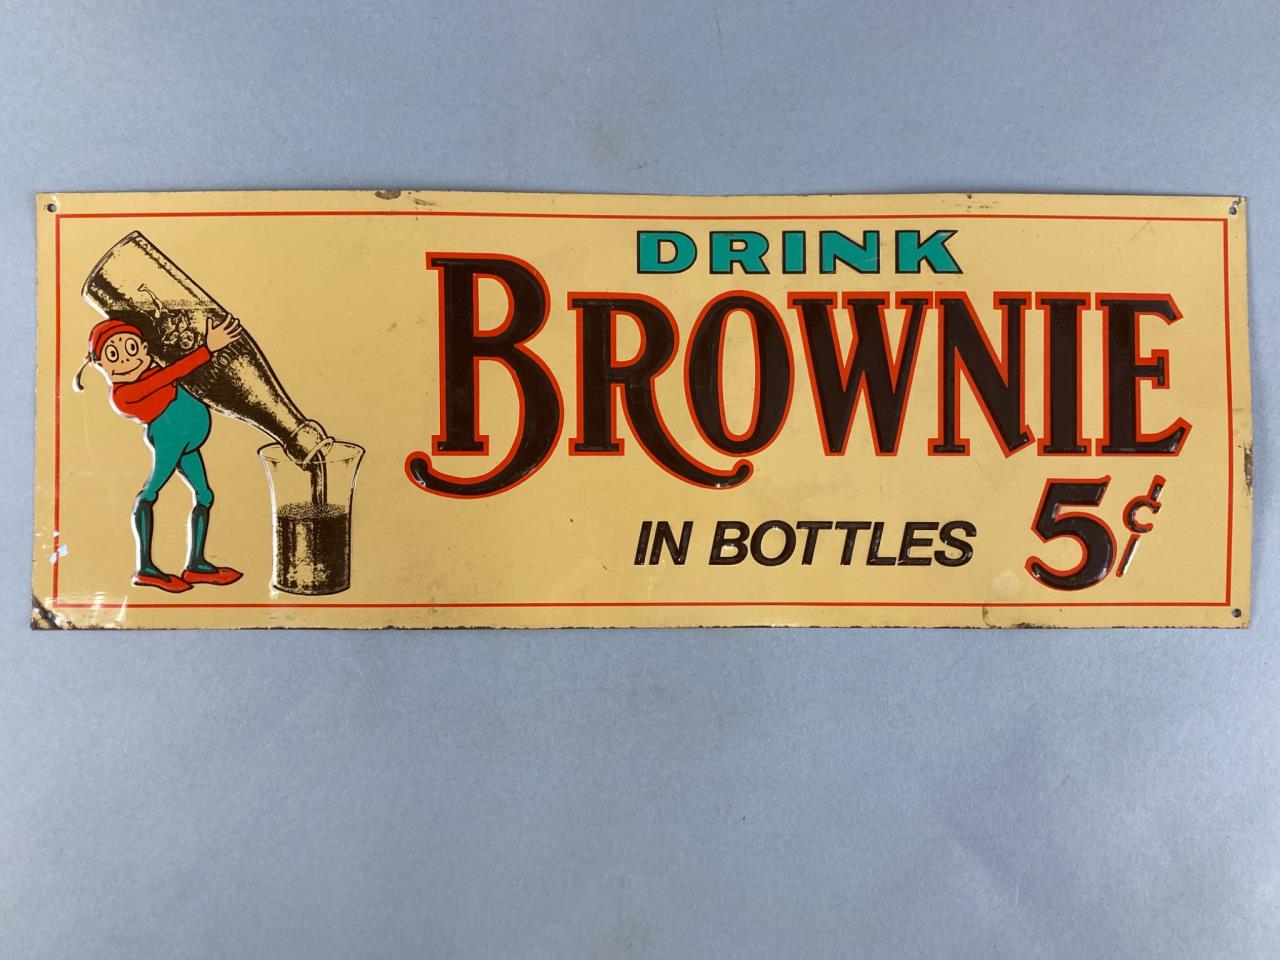 DRINK
BROWNIE
IN BOTTLES 5¢